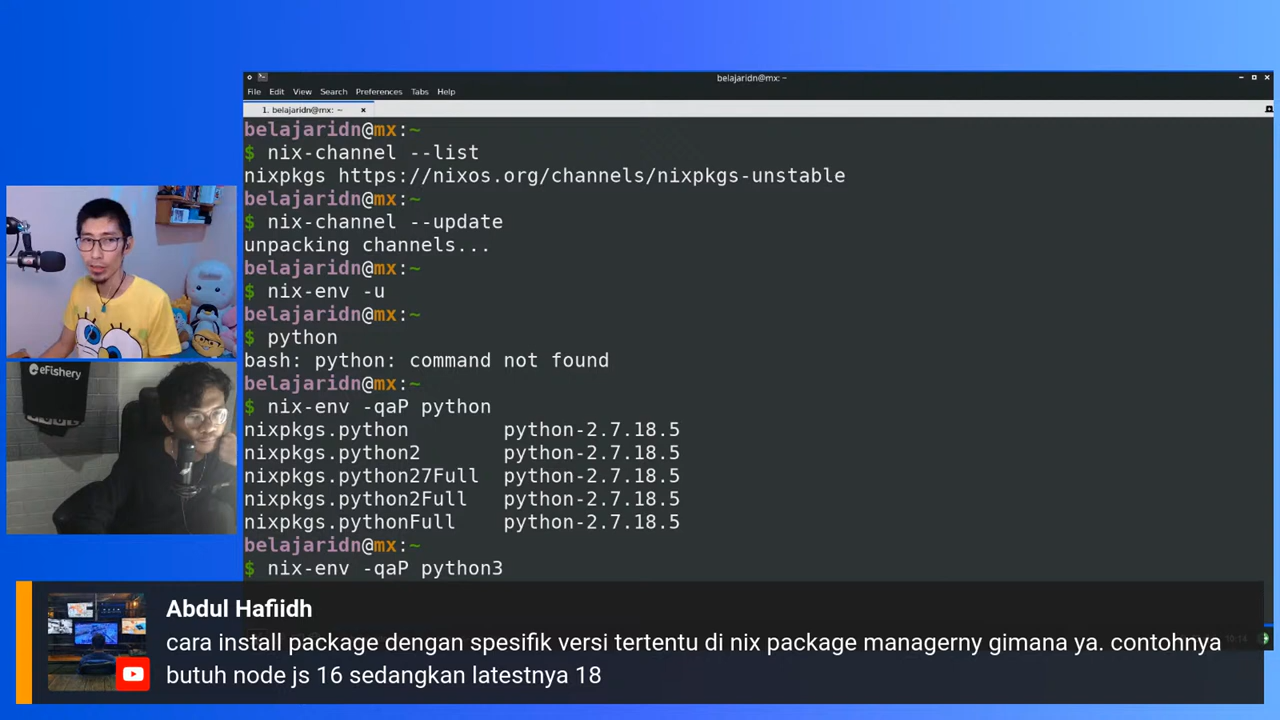 belajaridn@mx: ~
File Edit View Search Preferences Tabs Help
1. belajaridn@mx: ~
belajaridn@mx:~
$ nix-channel --list
nixpkgs https://nixos.org/channels/nixpkgs-unstable
belajaridn@mx:~
$ nix-channel --update
unpacking channels...
belajaridn@mx:~
$ nix-env -u
belajaridn@mx:~
$ python
bash: python: command not found
belajaridn@mx:~
$ nix-env -qaP python
nixpkgs.python python-2.7.18.5
nixpkgs.python2 python-2.7.18.5
nixpkgs.python27Full python-2.7.18.5
nixpkgs.python2Full python-2.7.18.5
nixpkgs.pythonFull python-2.7.18.5
belajaridn@mx:~
$ nix-env -qaP python3
eFishery
Abdul Hafiidh
cara install package dengan spesifik versi tertentu di nix package managerny gimana ya. contohnya
butuh node js 16 sedangkan latestnya 18